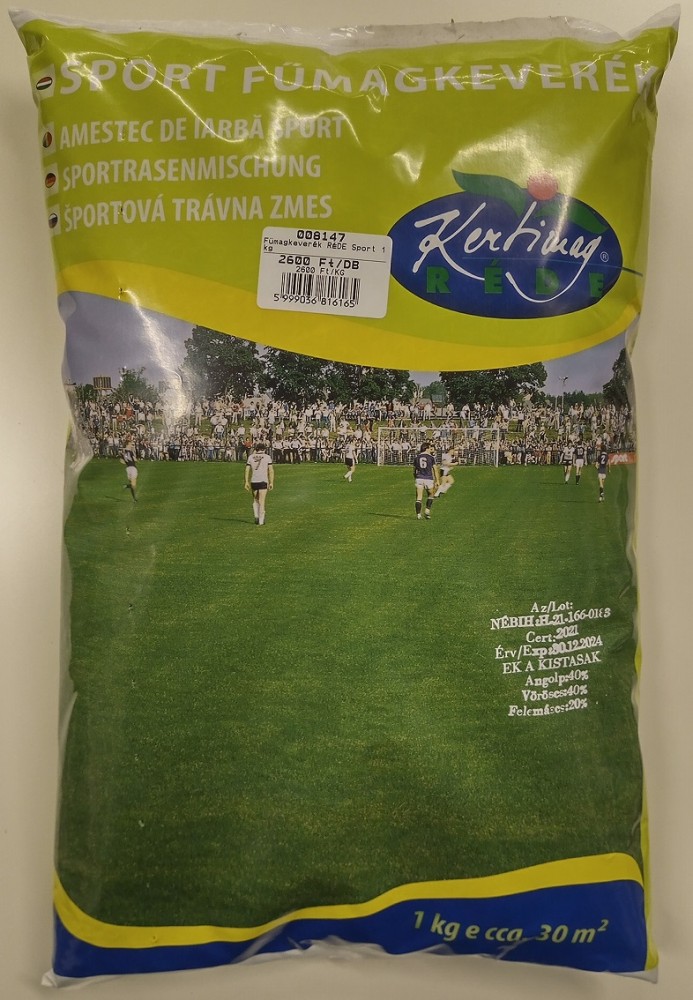 SPORT FŰMAGKEVERÉK
AMESTEC DE IARBĂ SPORT
SPORTRASENMISCHUNG
ŠPORTOVÁ TRÁVNA ZMES
Kertimag®
RÉDE
008147
Fűmagkeverék RéDE Sport 1
kg
2600 Ft/DB
2600 Ft/KG
5 999036 816165
7
6
Az/Lot:
NÉBIH:H-21-166-0163
Cert:2021
Érv/Exp:30.12.2024
EK A KISTASAK
Angolp:40%
Vöröscs:40%
Felemáscs:20%
1 kg e cca. 30 m²